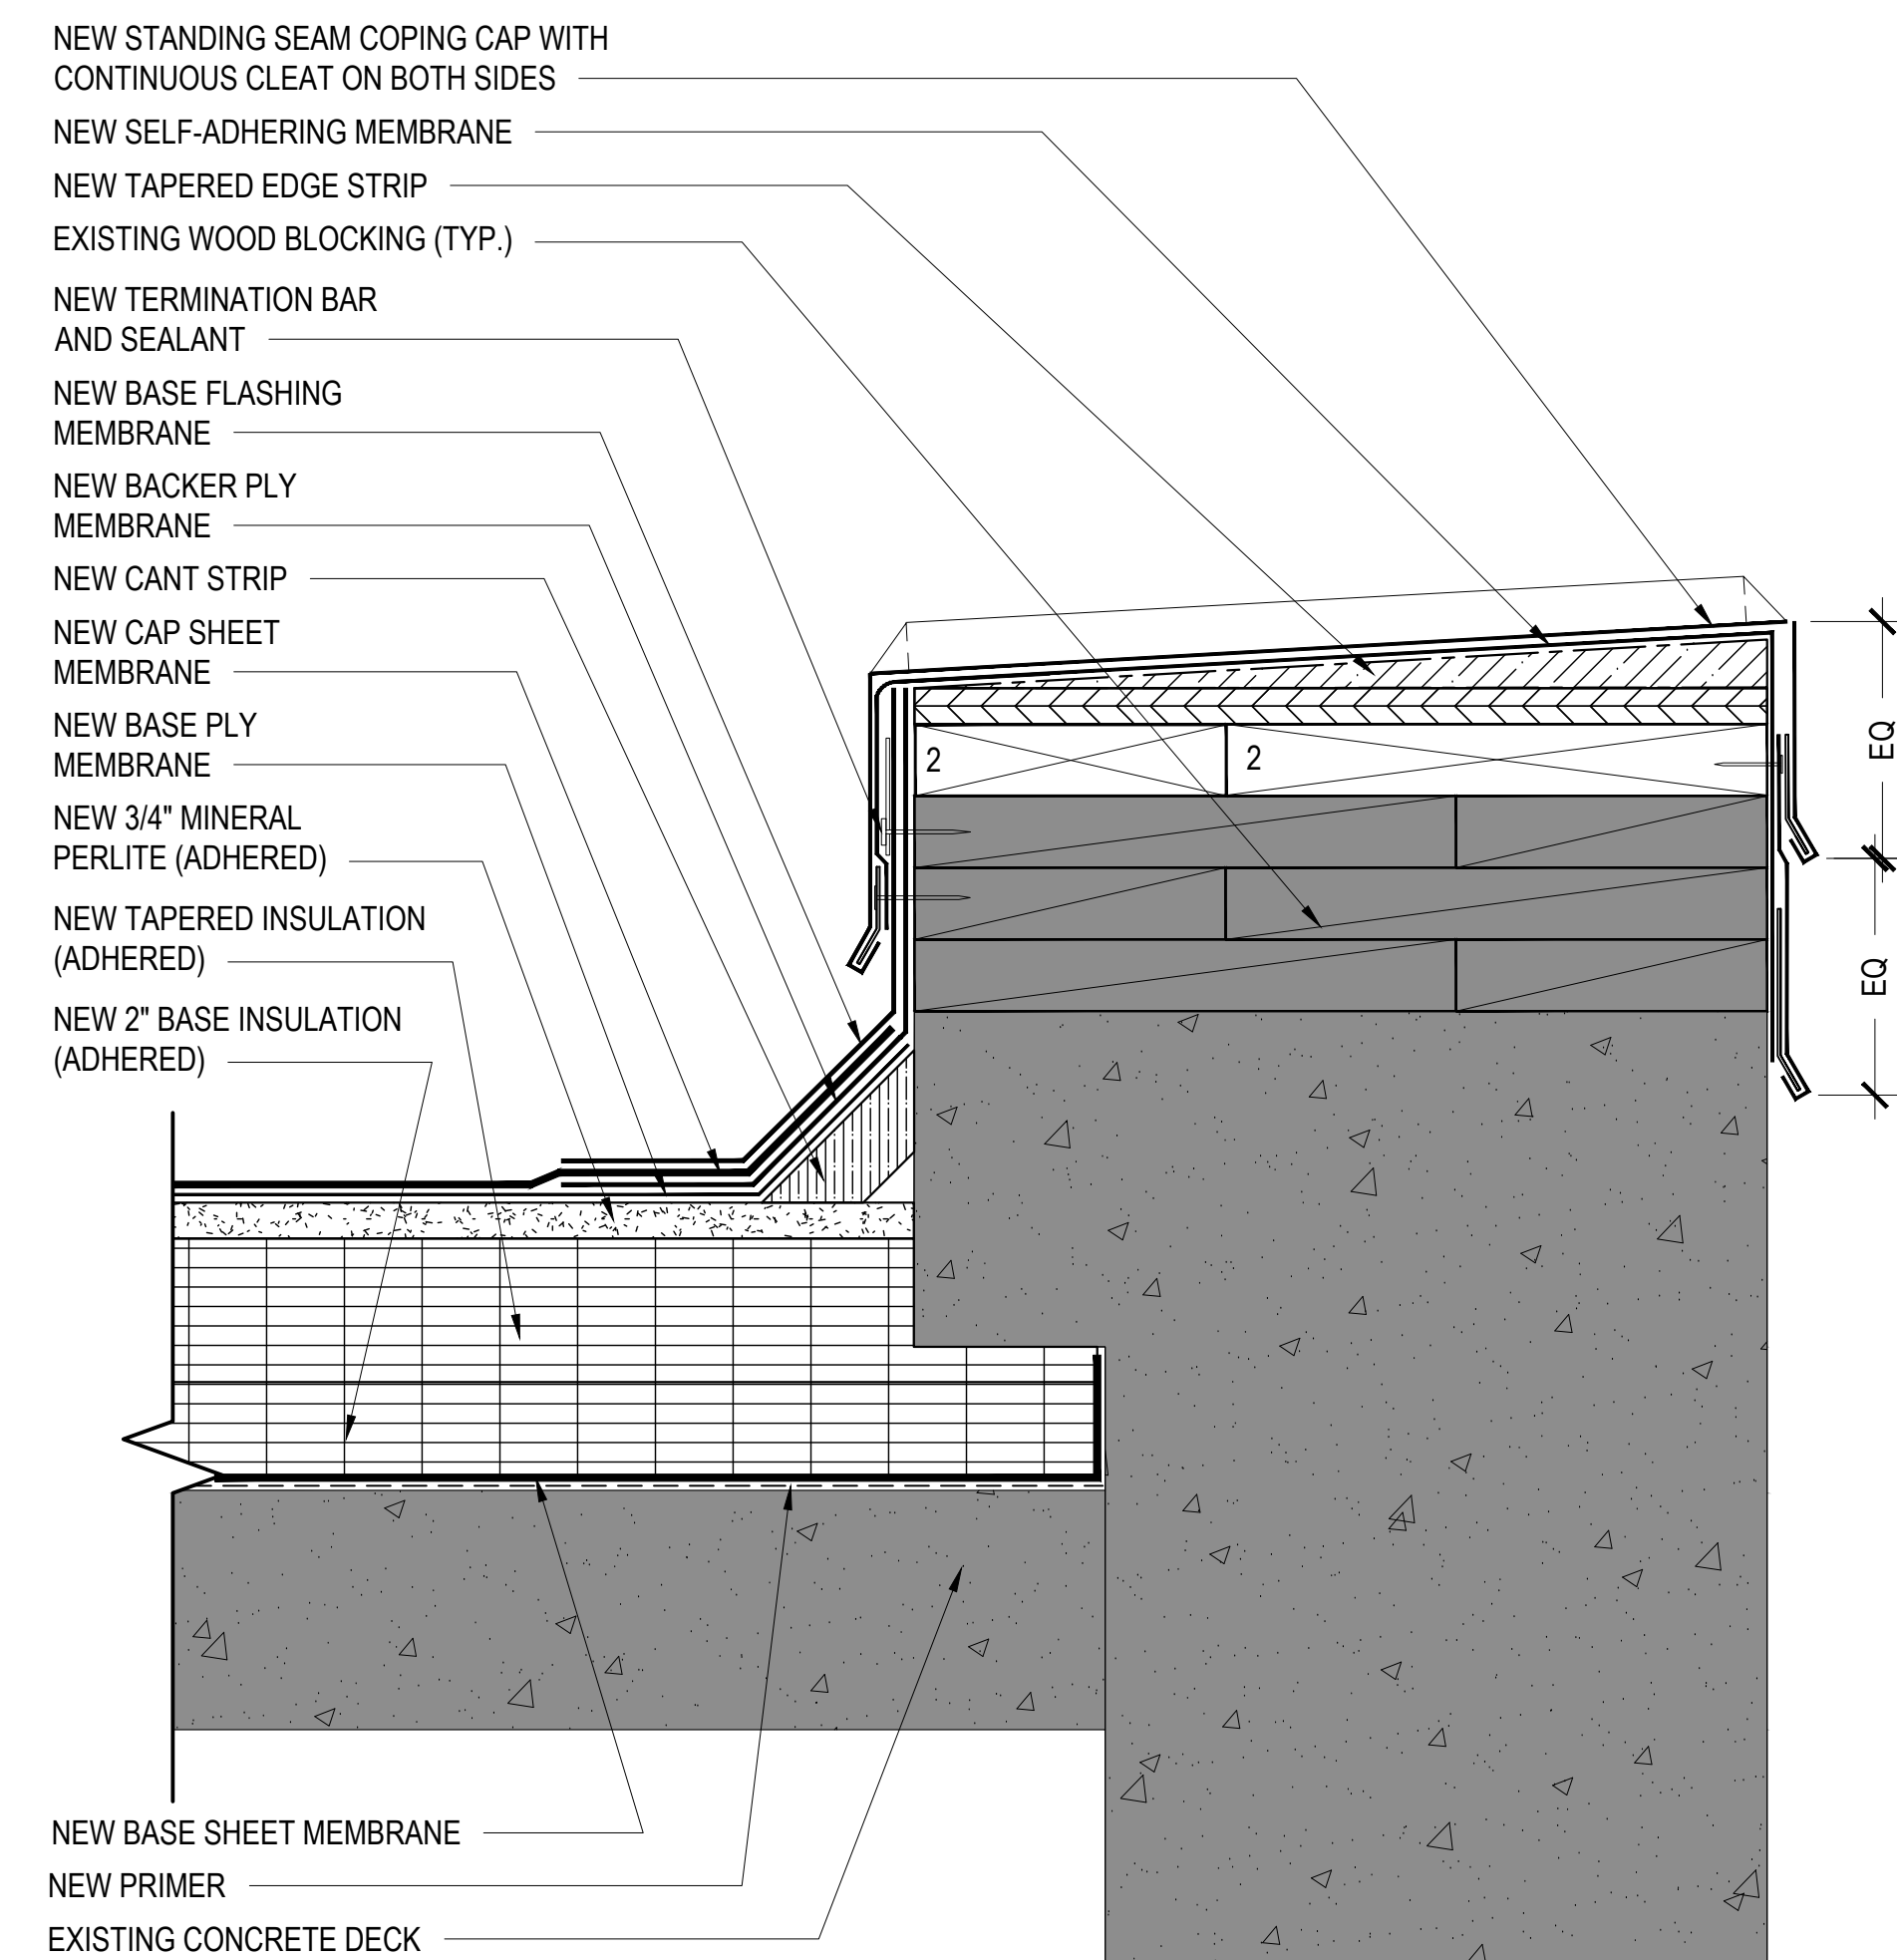 NEW STANDING SEAM COPING CAP WITH
CONTINUOUS CLEAT ON BOTH SIDES
NEW SELF-ADHERING MEMBRANE
NEW TAPERED EDGE STRIP
EXISTING WOOD BLOCKING (TYP.)
NEW TERMINATION BAR
AND SEALANT
NEW BASE FLASHING
MEMBRANE
NEW BACKER PLY
MEMBRANE
NEW CANT STRIP
NEW CAP SHEET
MEMBRANE
NEW BASE PLY
MEMBRANE
NEW 3/4" MINERAL
PERLITE (ADHERED)
NEW TAPERED INSULATION
(ADHERED)
NEW 2" BASE INSULATION
(ADHERED)
2
2
EQ
EQ
NEW BASE SHEET MEMBRANE
NEW PRIMER
EXISTING CONCRETE DECK